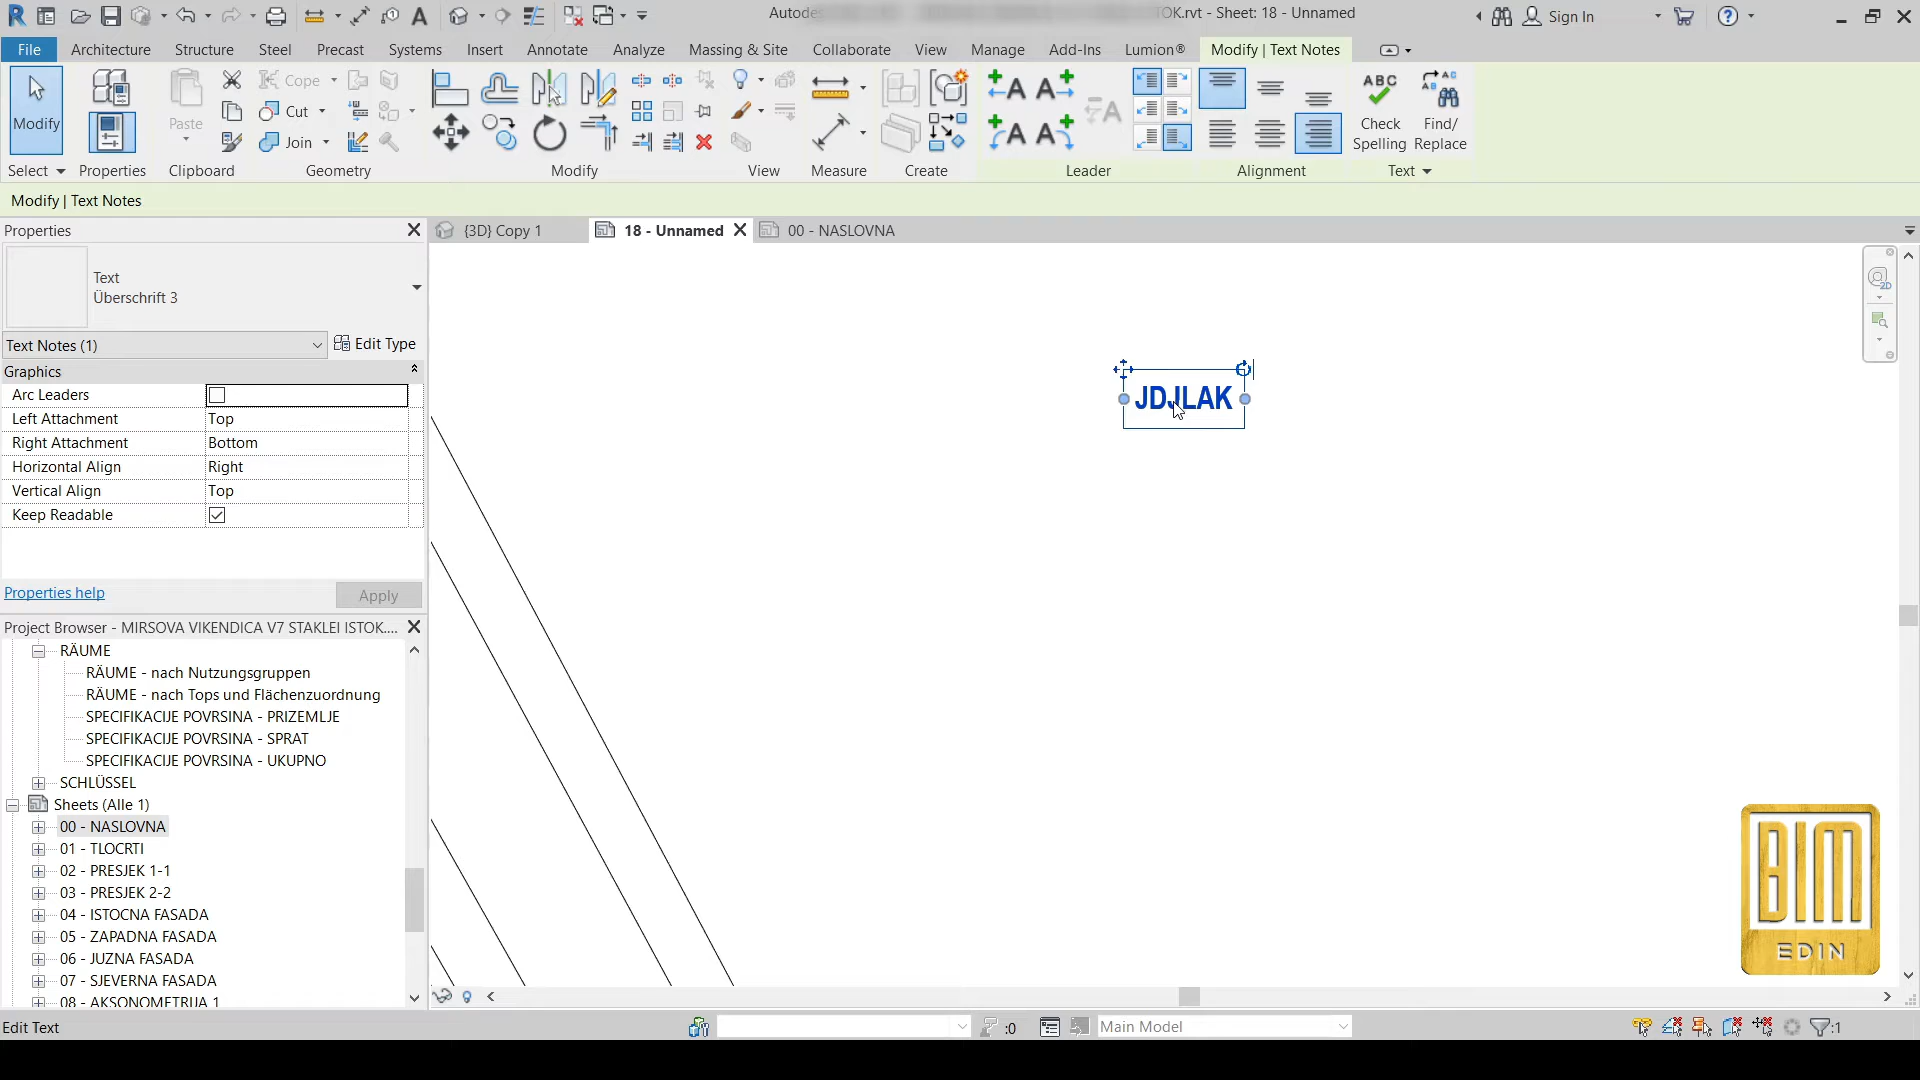 Autodes
TOK.rvt - Sheet: 18 - Unnamed
Sign In
File
Architecture
Structure
Steel
Precast
Systems
Insert
Annotate
Analyze
Massing & Site
Collaborate
View
Manage
Add-Ins
Lumion®
Modify | Text Notes
Modify
Paste
Cope
Cut
Join
Check
Spelling
Find/
Replace
Select
Properties
Clipboard
Geometry
Modify
View
Measure
Create
Leader
Alignment
Text
Modify | Text Notes
Properties
{3D} Copy 1
18 - Unnamed
00 - NASLOVNA
Text
Überschrift 3
Text Notes (1)
Edit Type
Graphics
Arc Leaders
Left Attachment Top
Right Attachment Bottom
Horizontal Align Right
Vertical Align Top
Keep Readable
Properties help
Apply
JDJLAK
Project Browser - MIRSOVA VIKENDICA V7 STAKLEI ISTOK....
RÄUME
RÄUME - nach Nutzungsgruppen
RÄUME - nach Tops und Flächenzuordnung
SPECIFIKACIJE POVRSINA - PRIZEMLJE
SPECIFIKACIJE POVRSINA - SPRAT
SPECIFIKACIJE POVRSINA - UKUPNO
SCHLÜSSEL
Sheets (Alle 1)
00 - NASLOVNA
01 - TLOCRTI
02 - PRESJEK 1-1
03 - PRESJEK 2-2
04 - ISTOCNA FASADA
05 - ZAPADNA FASADA
06 - JUZNA FASADA
07 - SJEVERNA FASADA
08 - AKSONOMETRIJA 1
BIM
EDIN
Edit Text
:0
Main Model
:1